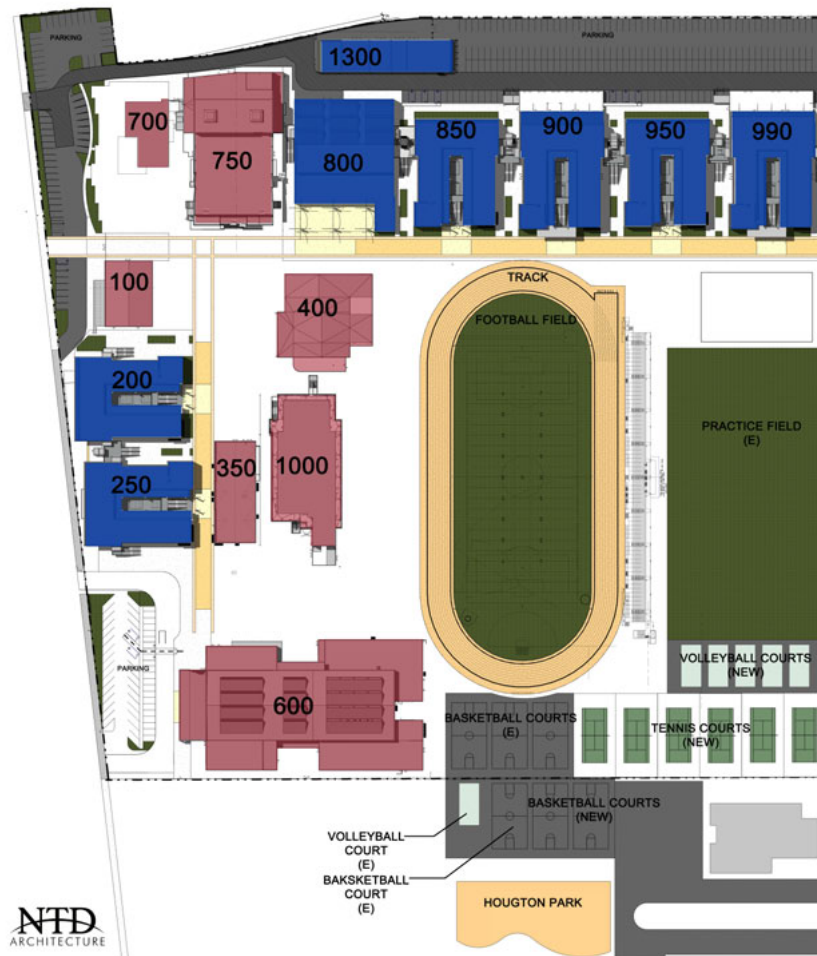 PARKING
PARKING
1300
700
750
800
850
900
950
990
100
400
TRACK
FOOTBALL FIELD
200
250
350
1000
PRACTICE FIELD
(E)
PARKING
600
VOLLEYBALL COURTS
(NEW)
BASKETBALL COURTS
(E)
TENNIS COURTS
(NEW)
BASKETBALL COURTS
(NEW)
VOLLEYBALL
COURT
(E)
BAKSKETBALL
COURT
(E)
HOUGTON PARK
NTD
ARCHITECTURE